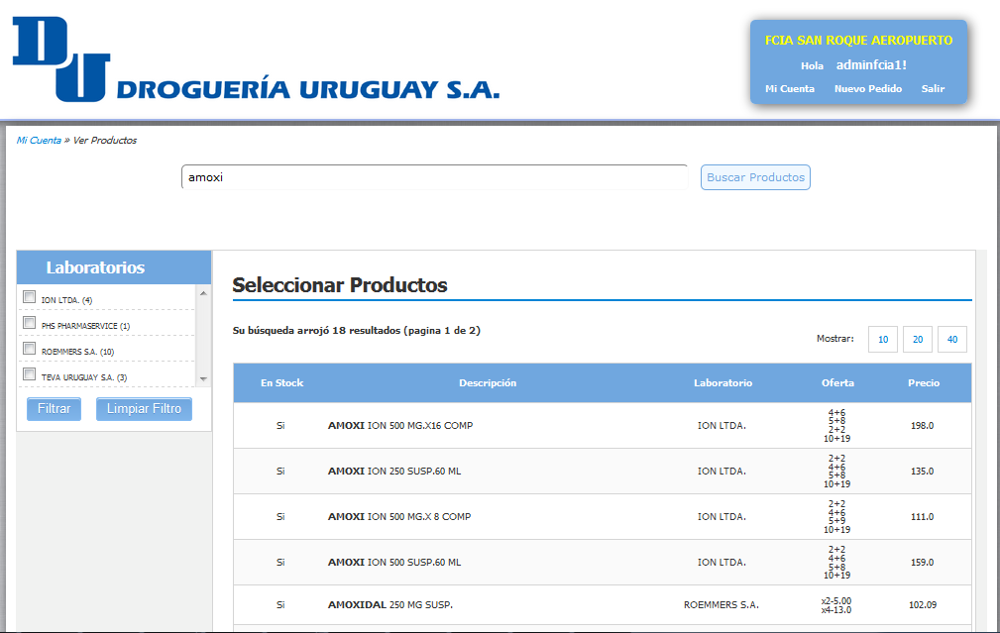 DU
DROGUERÍA URUGUAY S.A.
FCIA SAN ROQUE AEROPUERTO
Hola adminfcia1!
Mi Cuenta Nuevo Pedido Salir
Mi Cuenta » Ver Productos
amoxi
Buscar Productos
Laboratorios
ION LTDA. (4)
PHS PHARMASERVICE (1)
ROEMMERS S.A. (10)
TEVA URUGUAY S.A. (3)
Filtrar Limpiar Filtro
Seleccionar Productos
Su búsqueda arrojó 18 resultados (pagina 1 de 2)
Mostrar: 10 20 40
En Stock Descripción Laboratorio Oferta Precio
4+6
5+8
Si AMOXI ION 500 MG.X16 COMP ION LTDA. 2+2 198.0
10+19
2+2
4+6
Si AMOXI ION 250 SUSP.60 ML ION LTDA. 5+8 135.0
10+19
2+2
4+6
Si AMOXI ION 500 MG.X 8 COMP ION LTDA. 5+9 111.0
10+19
2+2
4+6
Si AMOXI ION 500 SUSP.60 ML ION LTDA. 5+8 159.0
10+19
Si AMOXIDAL 250 MG SUSP. ROEMMERS S.A. x2-5.00 102.09
x4-13.0